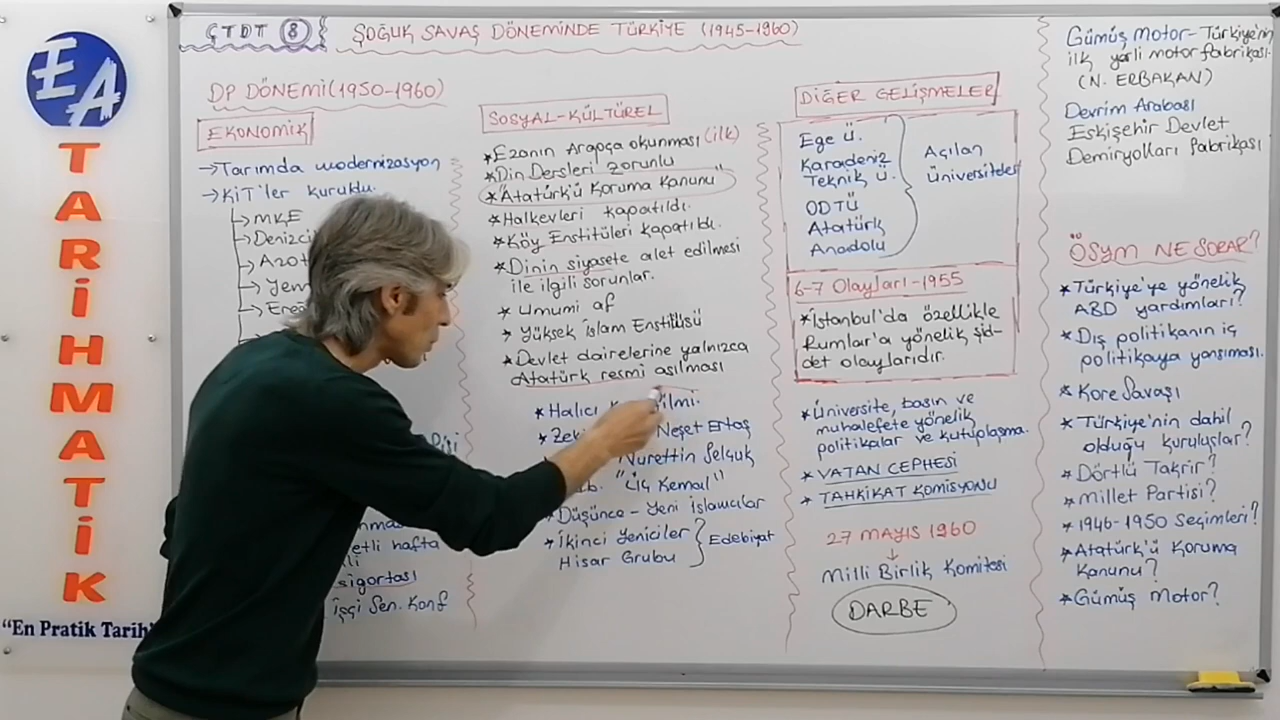 EA
TARİHMATİK
"En Pratik Tarih"
ÇTDT 8
SOĞUK SAVAŞ DÖNEMİNDE TÜRKİYE (1945-1960)
DP DÖNEMİ (1950-1960)
EKONOMİK
→Tarımda modernizasyon
→KİT'ler kuruldu.
→MKE
→Denizci
→Azot
→Yem
→Ereğ
etli hafta
sigortası
İşçi Sen. Konf
SOSYAL-KÜLTÜREL
*Ezanın Arapça okunması (ilk)
*Din Dersleri zorunlu
*"Atatürk'ü Koruma Kanunu"
*Halkevleri kapatıldı.
*Köy Enstitüleri kapatıldı.
*Dinin siyasete alet edilmesi
ile ilgili sorunlar.
*Umumi af
*Yüksek İslam Enstitüsü
*Devlet dairelerine yalnızca
Atatürk resmi asılması
*Halıcı
*Zeki Neşet Ertaş
Nurettin Selçuk
"Üç Kemal"
*Düşünce - Yeni İslamcılar
*İkinci Yeniciler
Hisar Grubu
Edebiyat
DİĞER GELİŞMELER
Ege Ü.
Karadeniz
Teknik Ü.
ODTÜ
Atatürk
Anadolu
Açılan
üniversiteler
6-7 Olayları-1955
*İstanbul'da özellikle
Rumlar'a yönelik şid-
det olaylarıdır.
*Üniversite, basın ve
muhalefete yönelik
politikalar ve kutuplaşma.
*VATAN CEPHESİ
*TAHKİKAT KOMİSYONU
27 MAYIS 1960
↓
Milli Birlik Komitesi
DARBE
Gümüş Motor-Türkiye'nin
ilk yerli motor fabrikası.
(N. ERBAKAN)
Devrim Arabası
Eskişehir Devlet
Demiryolları Fabrikası
ÖSYM NE SORAR?
*Türkiye'ye yönelik
ABD yardımları?
*Dış politikanın iç
politikaya yansıması.
*Kore Savaşı
*Türkiye'nin dahil
olduğu kuruluşlar?
*Dörtlü Takrir?
*Millet Partisi?
*1946-1950 Seçimleri?
*Atatürk'ü Koruma
Kanunu?
*Gümüş Motor?